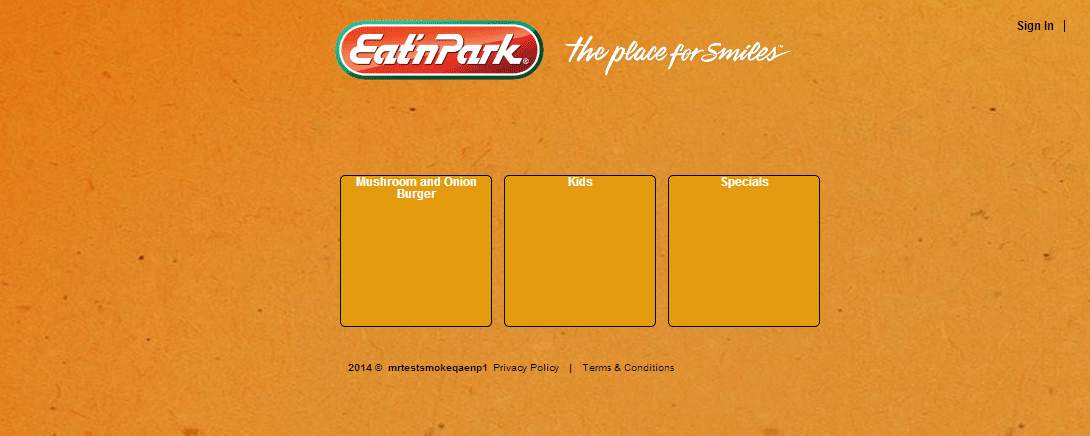 Eat'nPark®
the place for Smiles™
Sign In |
Mushroom and Onion
Burger
Kids
Specials
2014 © mrtestsmokeqaenp1 Privacy Policy | Terms & Conditions